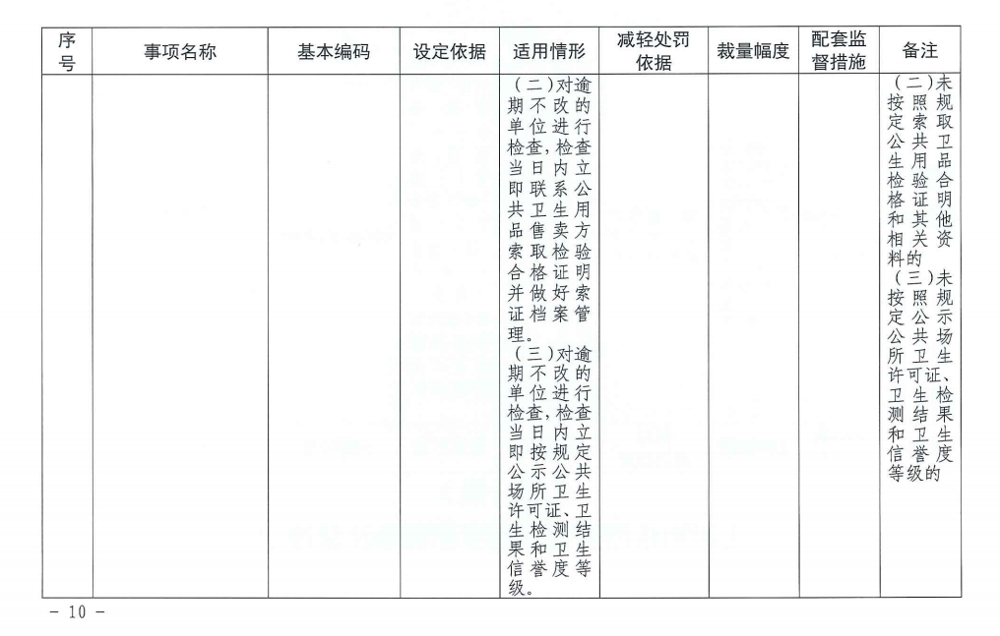 序号
事项名称
基本编码
设定依据
适用情形
减轻处罚
依据
裁量幅度
配套监
督措施
备注
（二）对逾
期不改的
单位进行
检查，检查
当日内立
即联系公
共卫生用
品售卖方
索取检验
合格证明
并做好索
证档案管
理。
（三）对逾
期不改的
单位进行
检查，检查
当日内立
即按规定
公示公共
场所卫生
许可证、卫
生检测结
果和卫生
信誉度等
级。
（二）未
按照规
定索取
公共卫
生用品
检验合
格证明
和其他
相关资
料的
（三）未
按照规
定公示
公共场
所卫生
许可证、
卫生检
测结果
和卫生
信誉度
等级的
- 10 -